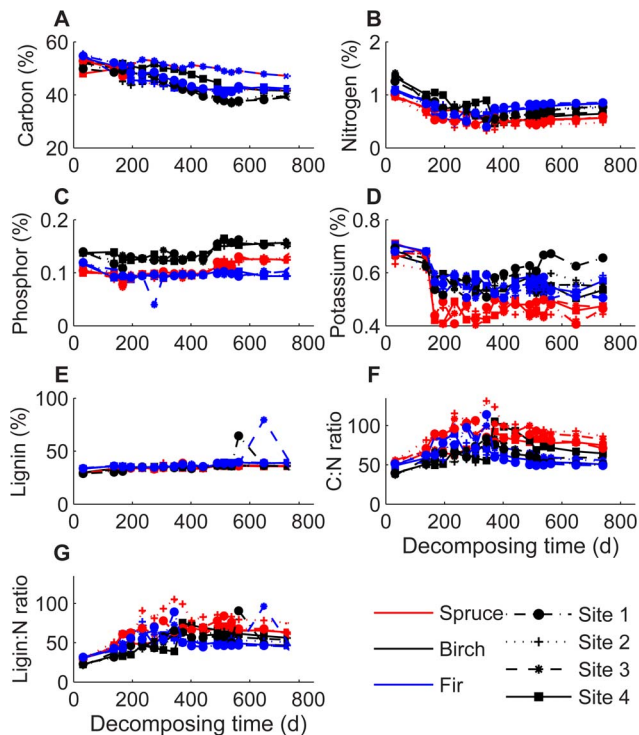 A
B
Carbon (%)
60
40
20
0 200 400 600 800
Nitrogen (%)
2
1
0
0 200 400 600 800
C
D
Phosphor (%)
0.2
0.1
0
0 200 400 600 800
Potassium (%)
0.8
0.6
0.4
0 200 400 600 800
E
F
Lignin (%)
100
50
0
0 200 400 600 800
C:N ratio
100
50
0
0 200 400 600 800
Decomposing time (d)
G
Ligin:N ratio
100
50
0
0 200 400 600 800
Decomposing time (d)
Spruce
Birch
Fir
Site 1
Site 2
Site 3
Site 4